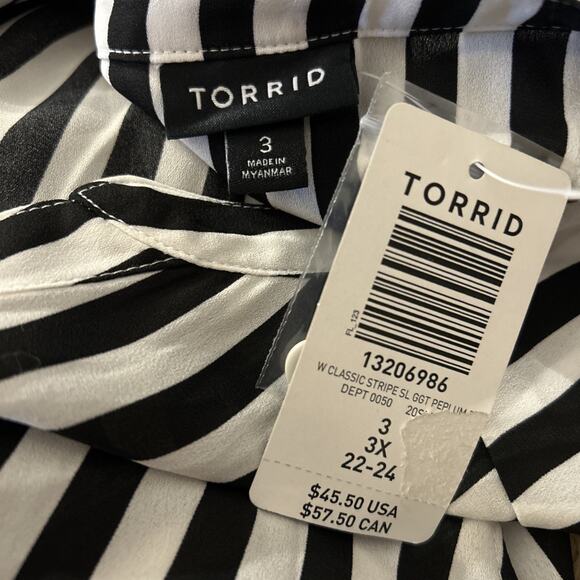 TORRID
3
MADE IN
MYANMAR
TORRID
FL_123
13206986
W CLASSIC STRIPE SL GGT PEPLUM
DEPT 0050
3
3X
22-24
$45.50 USA
$57.50 CAN